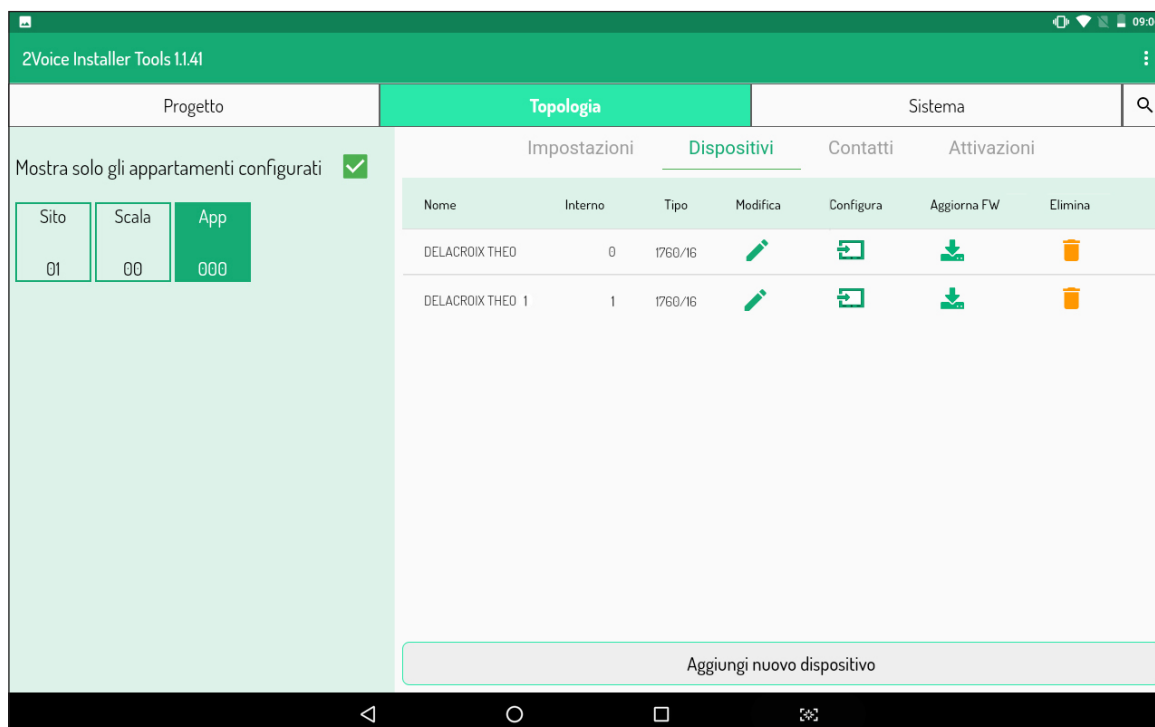 09:0
2Voice Installer Tools 1.1.41
Progetto Topologia Sistema
Impostazioni Dispositivi Contatti Attivazioni
Mostra solo gli appartamenti configurati
Sito Scala App
01 00 000
Nome Interno Tipo Modifica Configura Aggiorna FW Elimina
DELACROIX THEO 0 1760/16
DELACROIX THEO 1 1 1760/16
Aggiungi nuovo dispositivo